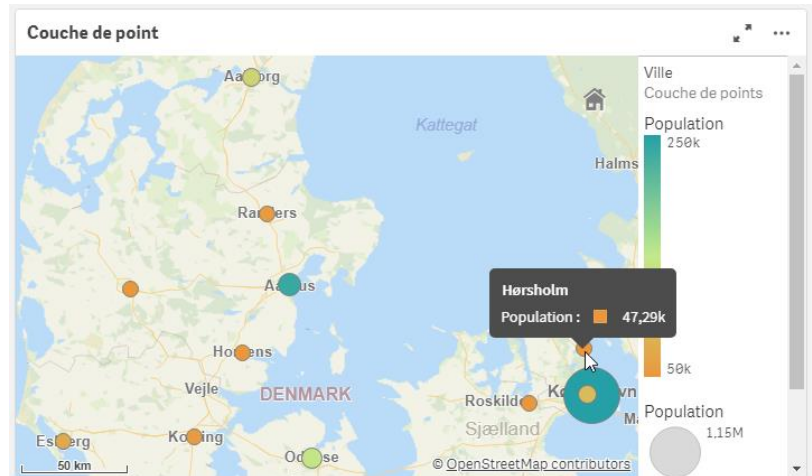 Couche de point
Aalborg
Kattegat
Halms
Randers
Aarhus
Horsens
Vejle
DENMARK
Esbjerg
Kolding
Odense
Roskilde
Sjælland
Hørsholm
Population : 47,29k
50 km
© OpenStreetMap contributors
Ville
Couche de points
Population
250k
50k
Population
1,15M